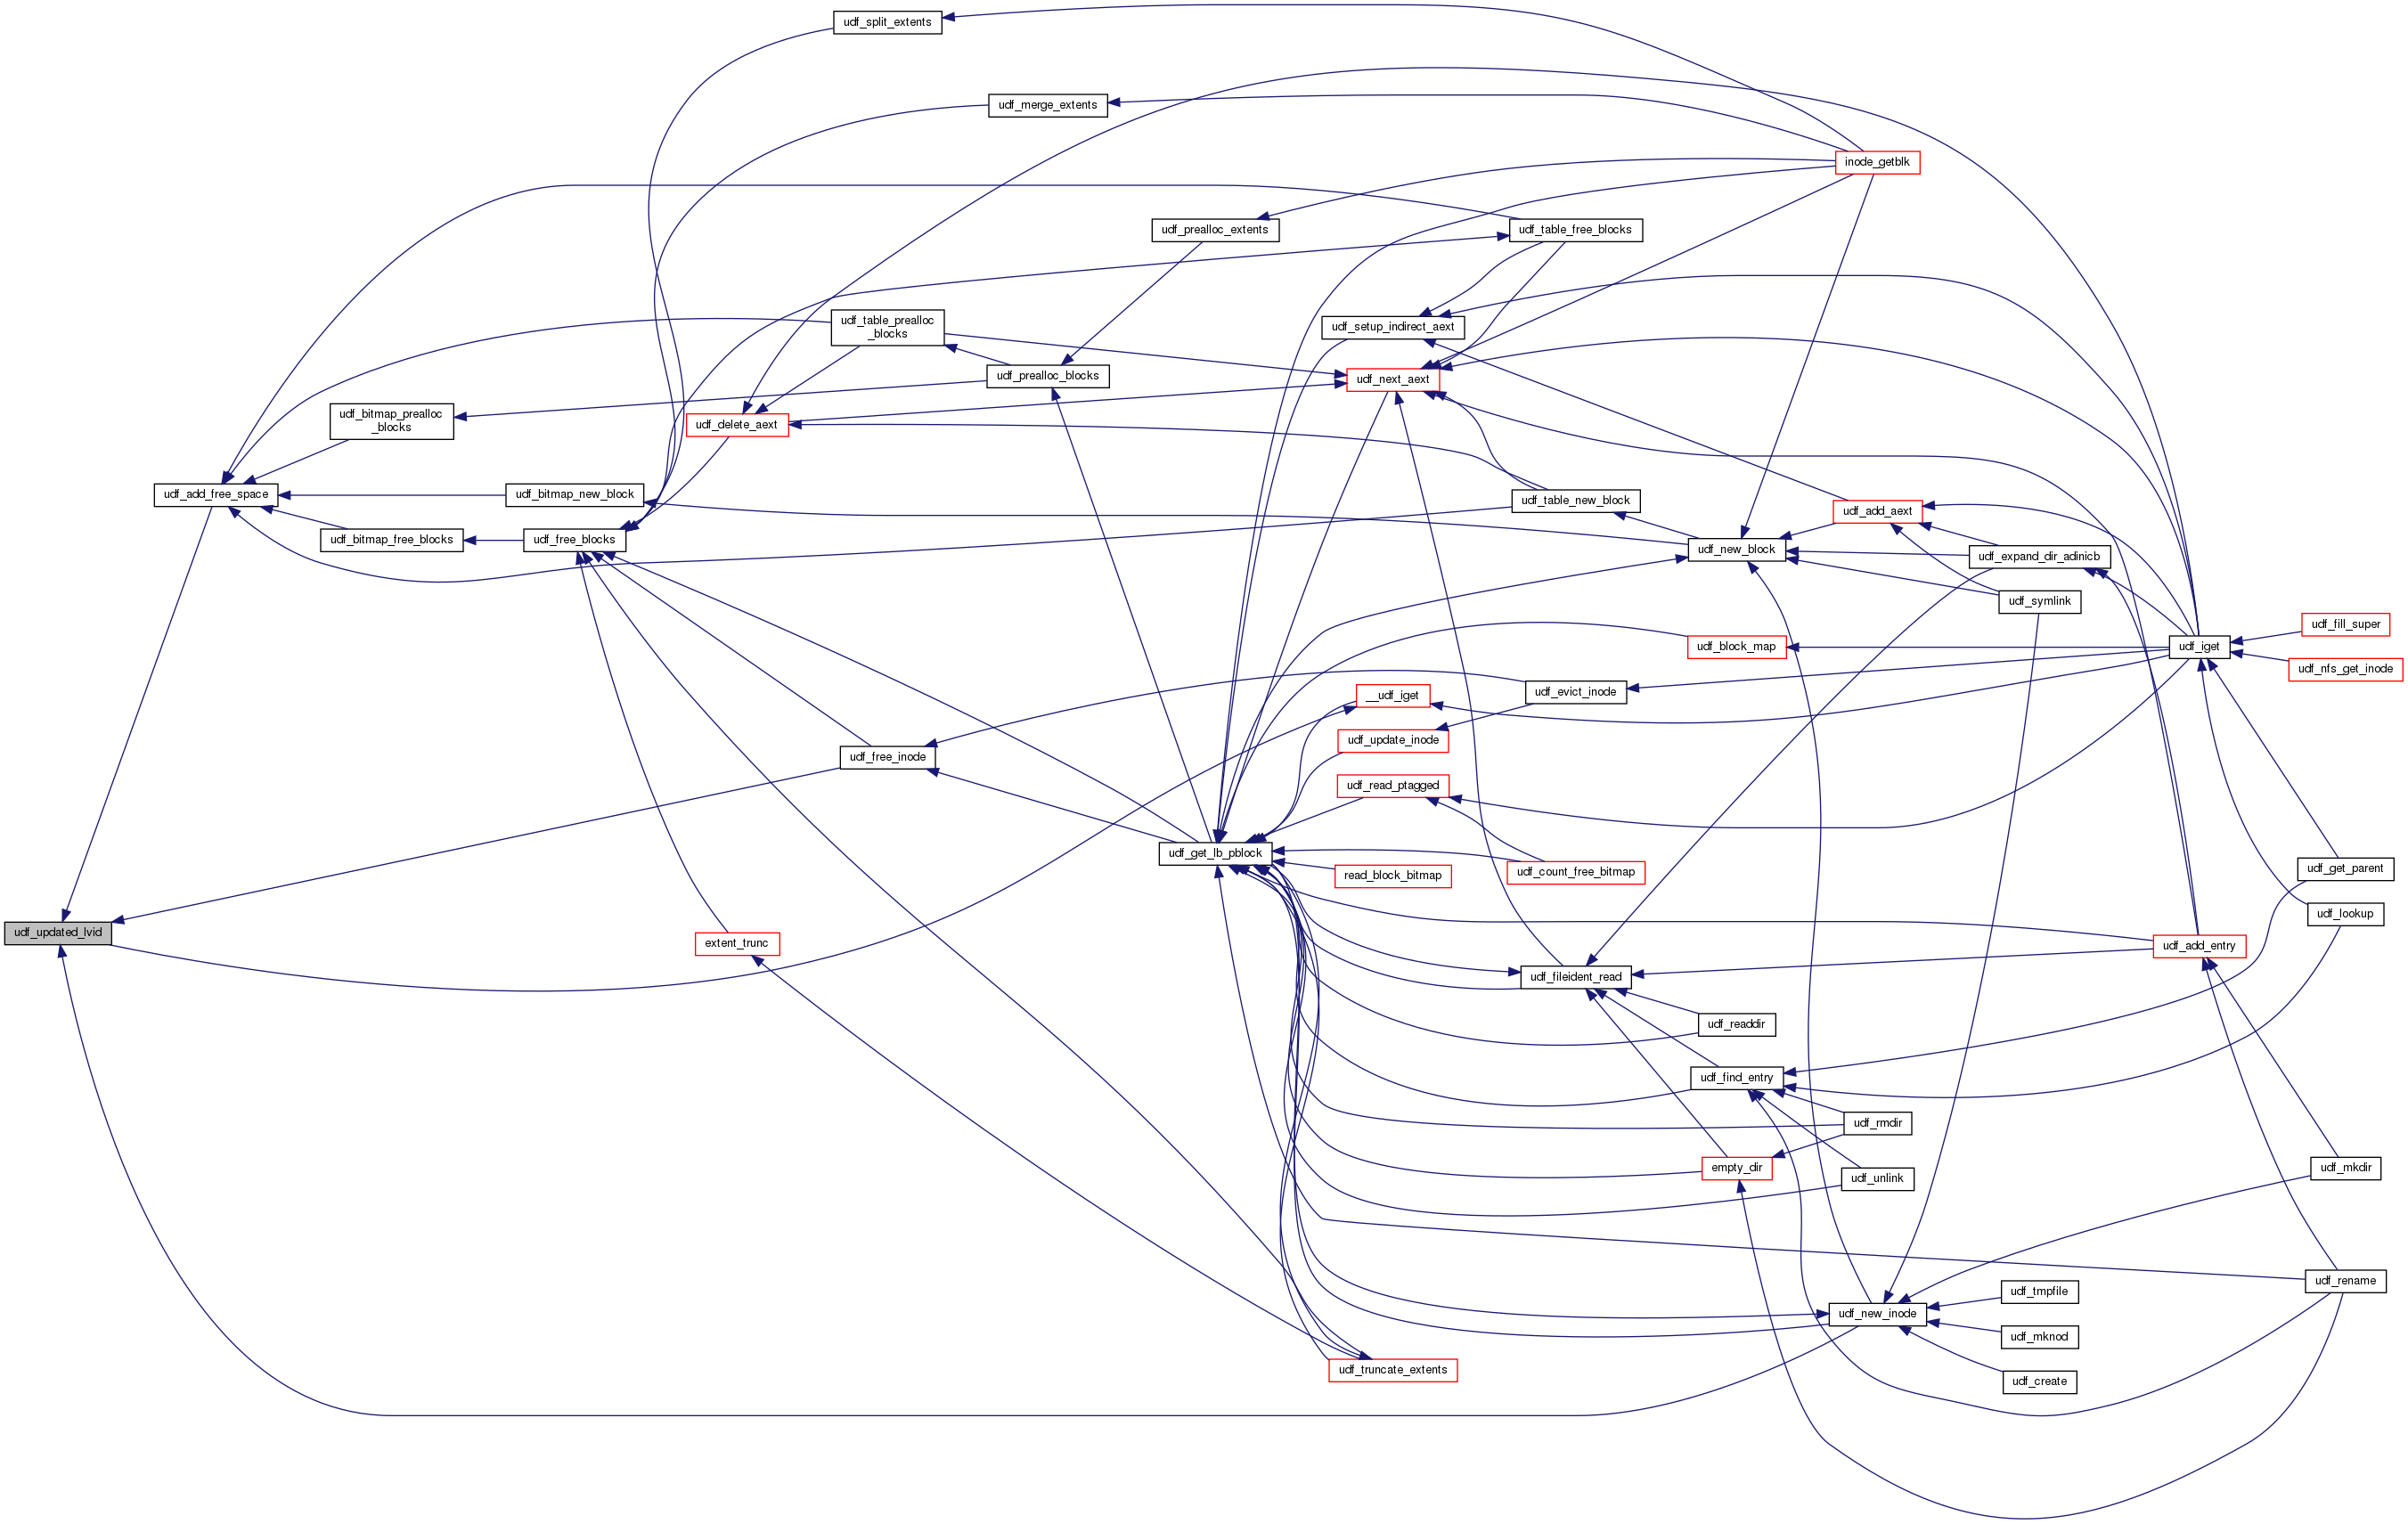 udf_split_extents
udf_merge_extents
inode_getblk
udf_prealloc_extents
udf_table_free_blocks
udf_table_prealloc
_blocks
udf_setup_indirect_aext
udf_prealloc_blocks
udf_next_aext
udf_bitmap_prealloc
_blocks
udf_delete_aext
udf_add_free_space
udf_bitmap_new_block
udf_table_new_block
udf_add_aext
udf_bitmap_free_blocks
udf_free_blocks
udf_new_block
udf_expand_dir_adinicb
udf_symlink
udf_fill_super
udf_block_map
udf_iget
udf_nfs_get_inode
__udf_iget
udf_evict_inode
udf_update_inode
udf_free_inode
udf_read_ptagged
udf_get_lb_pblock
read_block_bitmap
udf_count_free_bitmap
udf_get_parent
udf_lookup
udf_updated_lvid
extent_trunc
udf_add_entry
udf_fileident_read
udf_readdir
udf_find_entry
udf_rmdir
empty_dir
udf_unlink
udf_mkdir
udf_rename
udf_tmpfile
udf_new_inode
udf_mknod
udf_truncate_extents
udf_create